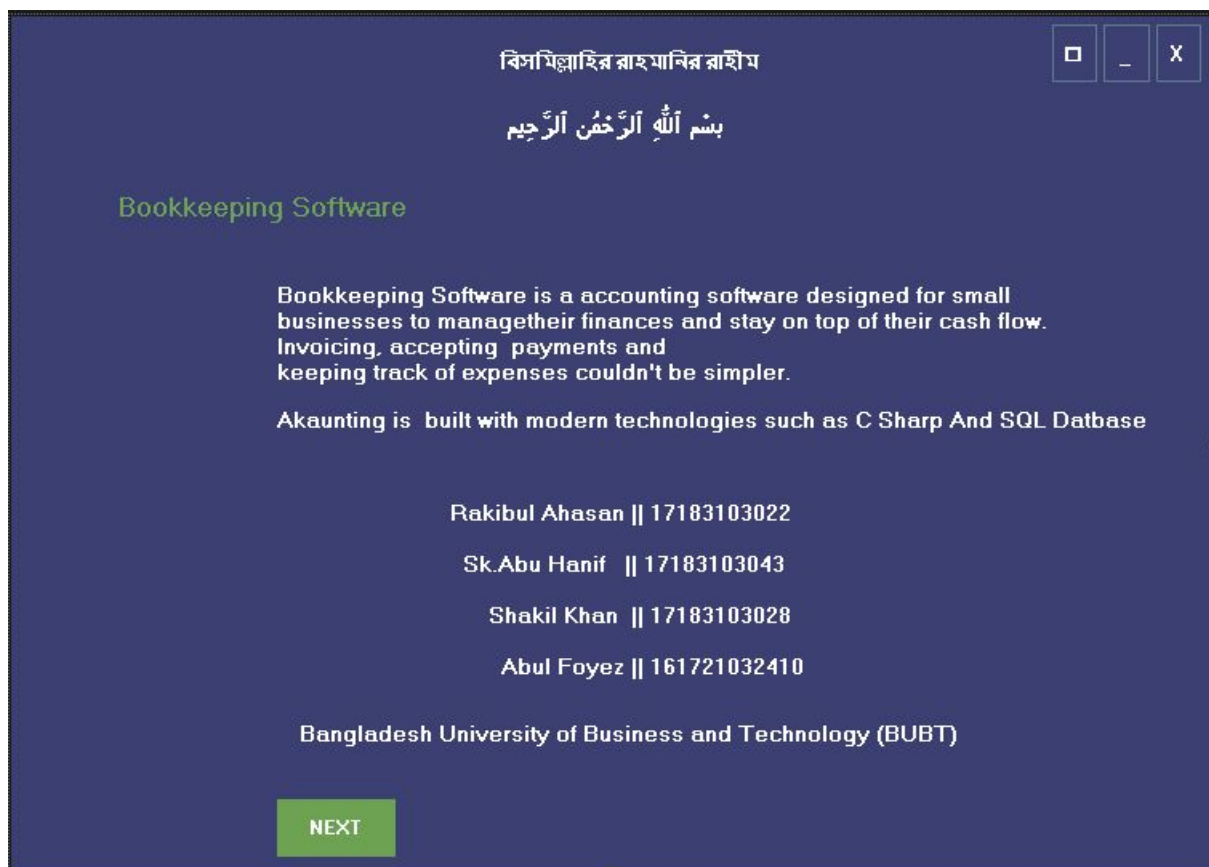 বিসমিল্লাহির রাহমানির রাহীম
بِسْمِ ٱللَّهِ ٱلرَّحْمَٰنِ ٱلرَّحِيمِ
Bookkeeping Software
Bookkeeping Software is a accounting software designed for small
businesses to managetheir finances and stay on top of their cash flow.
Invoicing, accepting  payments and
keeping track of expenses couldn't be simpler.
Akaunting is  built with modern technologies such as C Sharp And SQL Datbase
Rakibul Ahasan || 17183103022
Sk.Abu Hanif  || 17183103043
Shakil Khan  || 17183103028
Abul Foyez || 161721032410
Bangladesh University of Business and Technology (BUBT)
NEXT